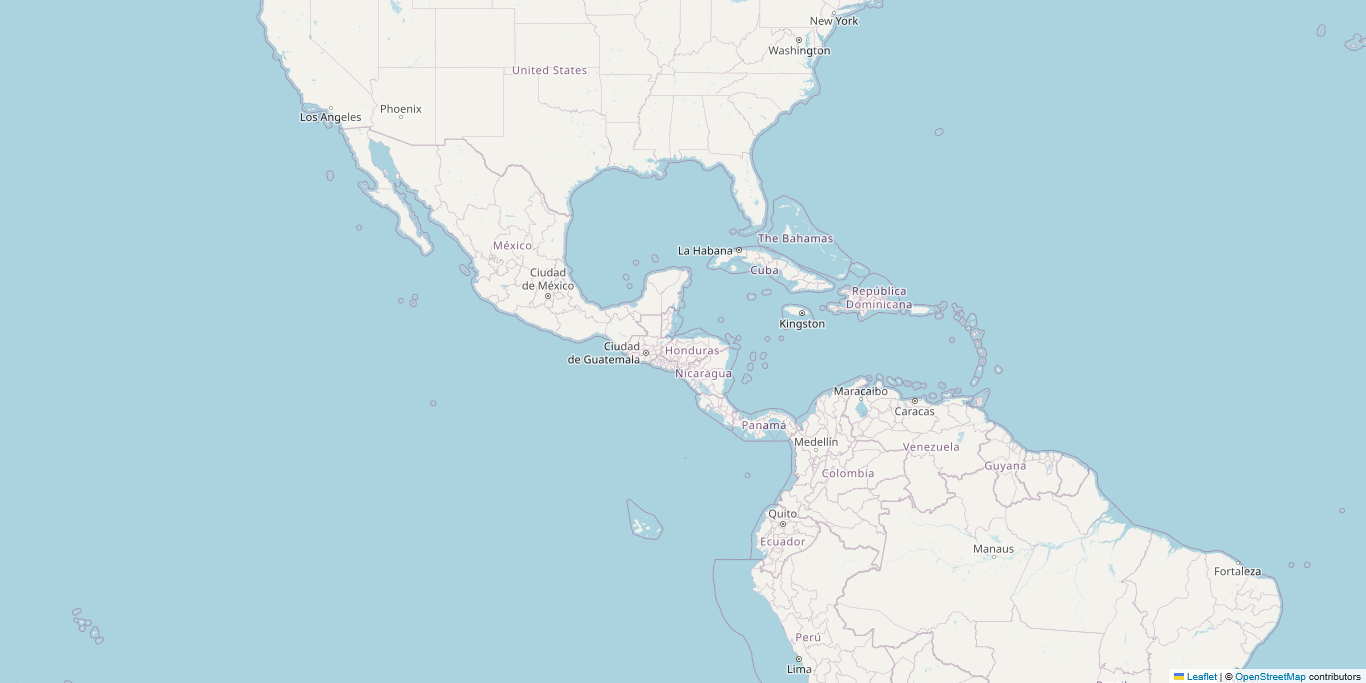 New York
Washington
United States
Phoenix
Los Angeles
The Bahamas
México
La Habana
Cuba
Ciudad
de México
República
Dominicana
Kingston
Ciudad
de Guatemala
Honduras
Nicaragua
Maracaibo
Caracas
Panamá
Medellín
Venezuela
Guyana
Colombia
Quito
Ecuador
Manaus
Fortaleza
Perú
Lima
Leaflet | © OpenStreetMap contributors